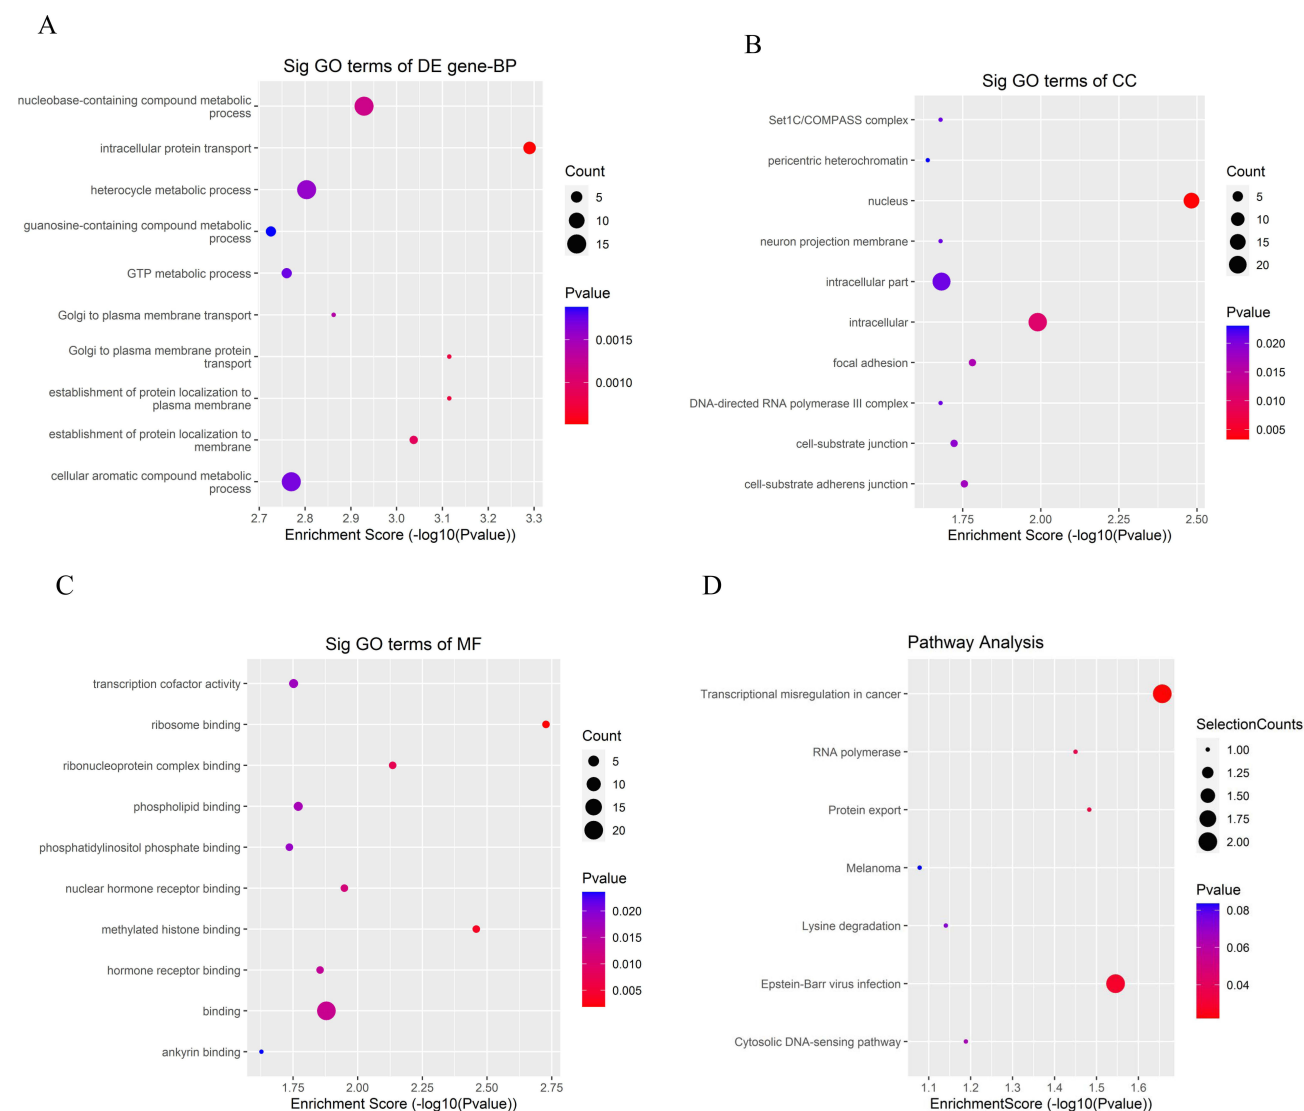 A
Sig GO terms of DE gene-BP
nucleobase-containing compound metabolic
process
intracellular protein transport
heterocycle metabolic process
guanosine-containing compound metabolic
process
GTP metabolic process
Golgi to plasma membrane transport
Golgi to plasma membrane protein
transport
establishment of protein localization to
plasma membrane
establishment of protein localization to
membrane
cellular aromatic compound metabolic
process
2.7 2.8 2.9 3.0 3.1 3.2 3.3
Enrichment Score (-log10(Pvalue))
Count
5
10
15
Pvalue
0.0015
0.0010
B
Sig GO terms of CC
Set1C/COMPASS complex
pericentric heterochromatin
nucleus
neuron projection membrane
intracellular part
intracellular
focal adhesion
DNA-directed RNA polymerase III complex
cell-substrate junction
cell-substrate adherens junction
1.75 2.00 2.25 2.50
Enrichment Score (-log10(Pvalue))
Count
5
10
15
20
Pvalue
0.020
0.015
0.010
0.005
C
Sig GO terms of MF
transcription cofactor activity
ribosome binding
ribonucleoprotein complex binding
phospholipid binding
phosphatidylinositol phosphate binding
nuclear hormone receptor binding
methylated histone binding
hormone receptor binding
binding
ankyrin binding
1.75 2.00 2.25 2.50 2.75
Enrichment Score (-log10(Pvalue))
Count
5
10
15
20
Pvalue
0.020
0.015
0.010
0.005
D
Pathway Analysis
Transcriptional misregulation in cancer
RNA polymerase
Protein export
Melanoma
Lysine degradation
Epstein-Barr virus infection
Cytosolic DNA-sensing pathway
1.1 1.2 1.3 1.4 1.5 1.6
EnrichmentScore (-log10(Pvalue))
SelectionCounts
1.00
1.25
1.50
1.75
2.00
Pvalue
0.08
0.06
0.04